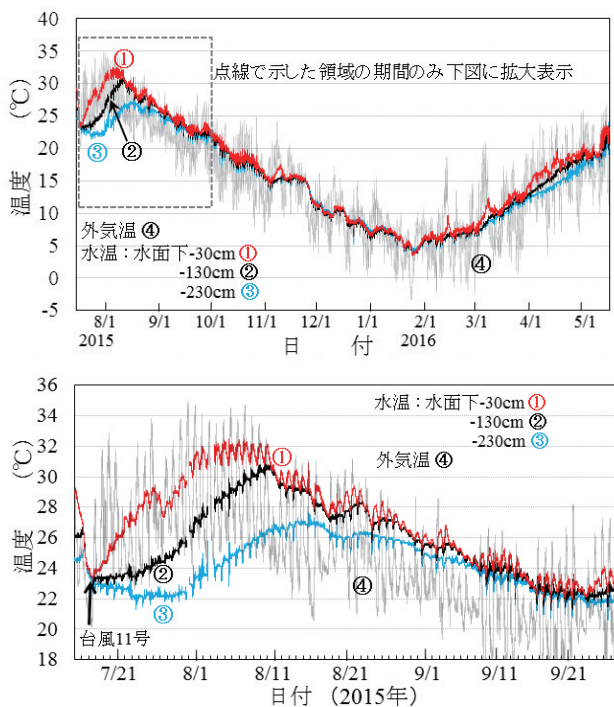 40
35
30
25
20
15
10
5
0
-5
温度 (℃)
①
点線で示した領域の期間のみ下図に拡大表示
②
③
外気温 ④
水温：水面下-30cm ①
-130cm ②
-230cm ③
④
8/1 9/1 10/1 11/1 12/1 1/1 2/1 3/1 4/1 5/1
2015 2016
日 付
36
34
32
30
28
26
24
22
20
18
温度 (℃)
水温：水面下-30cm ①
-130cm ②
-230cm ③
外気温 ④
①
②
③
④
台風11号
7/21 8/1 8/11 8/21 9/1 9/11 9/21
日付 （2015年）